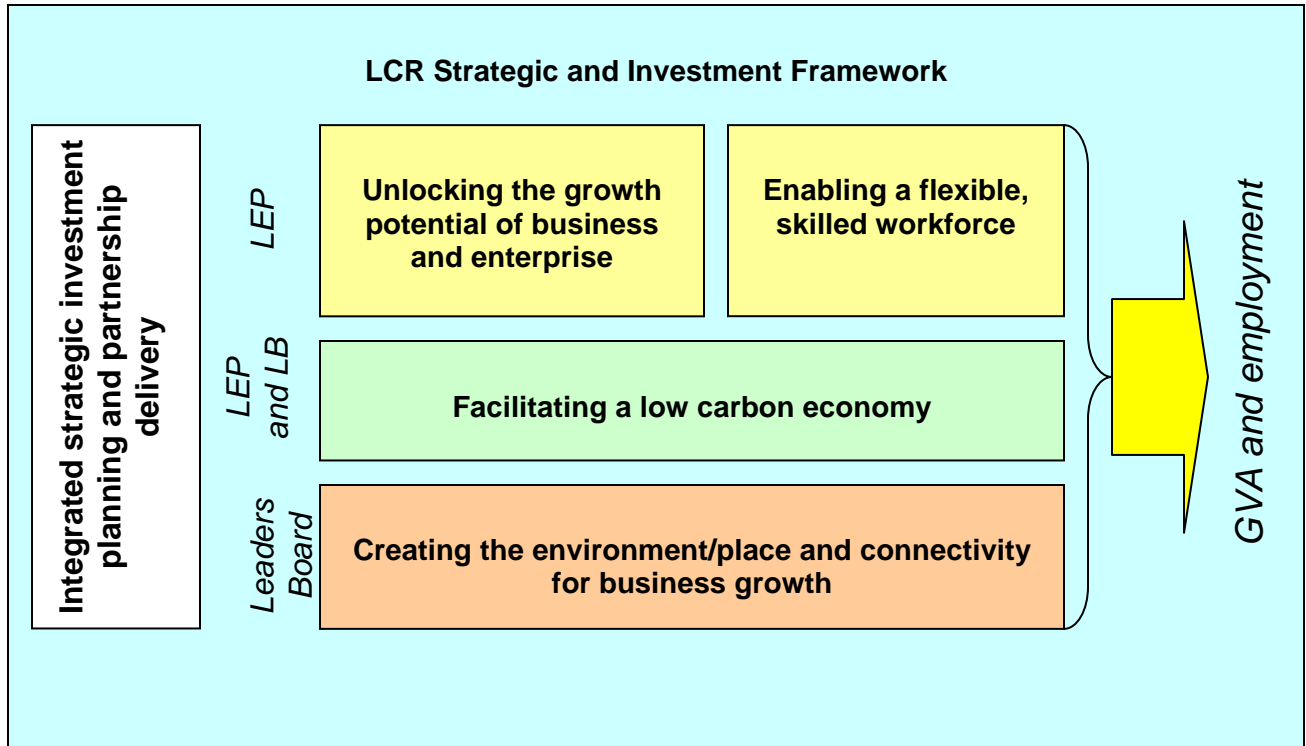 LCR Strategic and Investment Framework
Integrated strategic investment
planning and partnership
delivery
LEP
Unlocking the growth
potential of business
and enterprise
Enabling a flexible,
skilled workforce
LEP
and LB
Facilitating a low carbon economy
Leaders
Board
Creating the environment/place and connectivity
for business growth
GVA and employment